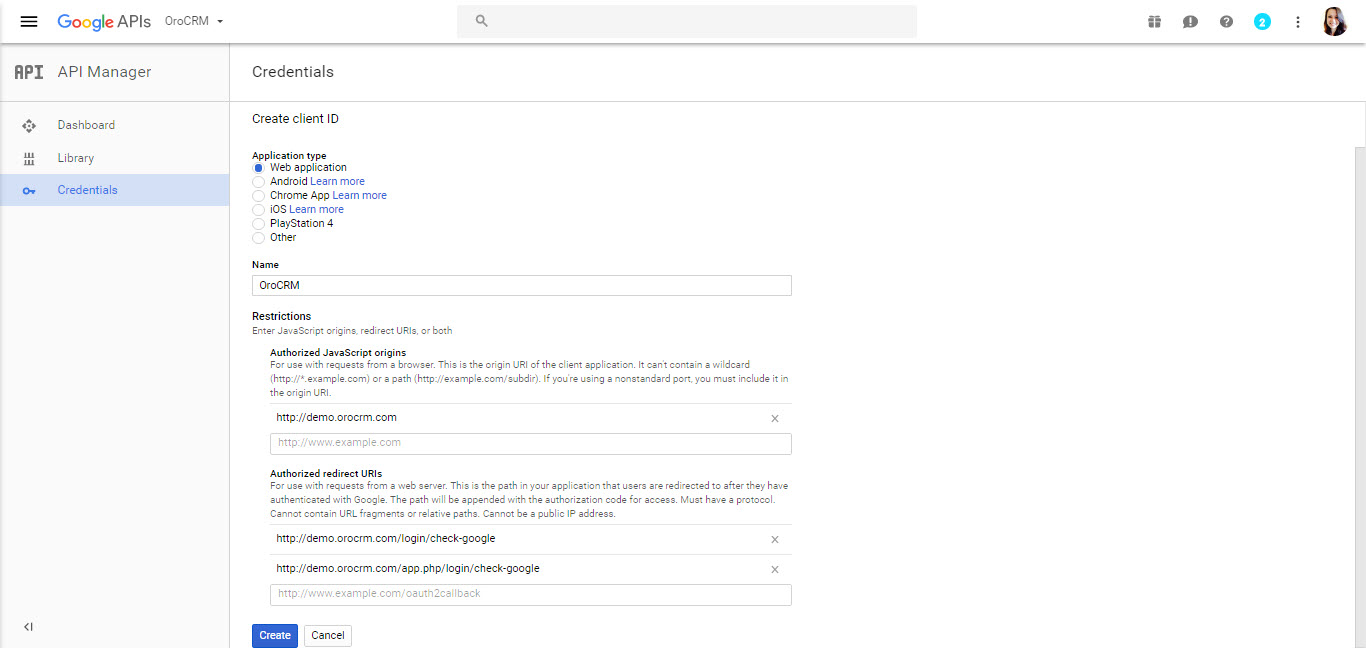 Google APIs OroCRM
2
API API Manager
Credentials
Dashboard
Library
Credentials
Create client ID
Application type
Web application
Android Learn more
Chrome App Learn more
iOS Learn more
PlayStation 4
Other
Name
OroCRM
Restrictions
Enter JavaScript origins, redirect URIs, or both
Authorized JavaScript origins
For use with requests from a browser. This is the origin URI of the client application. It can't contain a wildcard
(http://*.example.com) or a path (http://example.com/subdir). If you're using a nonstandard port, you must include it in
the origin URI.
http://demo.orocrm.com
http://www.example.com
Authorized redirect URIs
For use with requests from a web server. This is the path in your application that users are redirected to after they have
authenticated with Google. The path will be appended with the authorization code for access. Must have a protocol.
Cannot contain URL fragments or relative paths. Cannot be a public IP address.
http://demo.orocrm.com/login/check-google
http://demo.orocrm.com/app.php/login/check-google
http://www.example.com/oauth2callback
Create Cancel